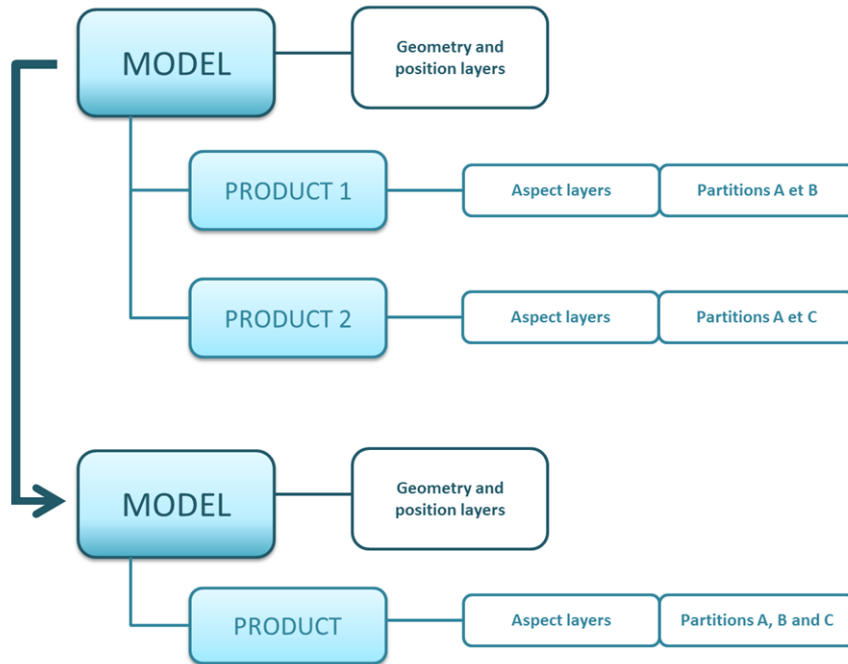 MODEL
Geometry and
position layers
PRODUCT 1
Aspect layers
Partitions A et B
PRODUCT 2
Aspect layers
Partitions A et C
MODEL
Geometry and
position layers
PRODUCT
Aspect layers
Partitions A, B and C